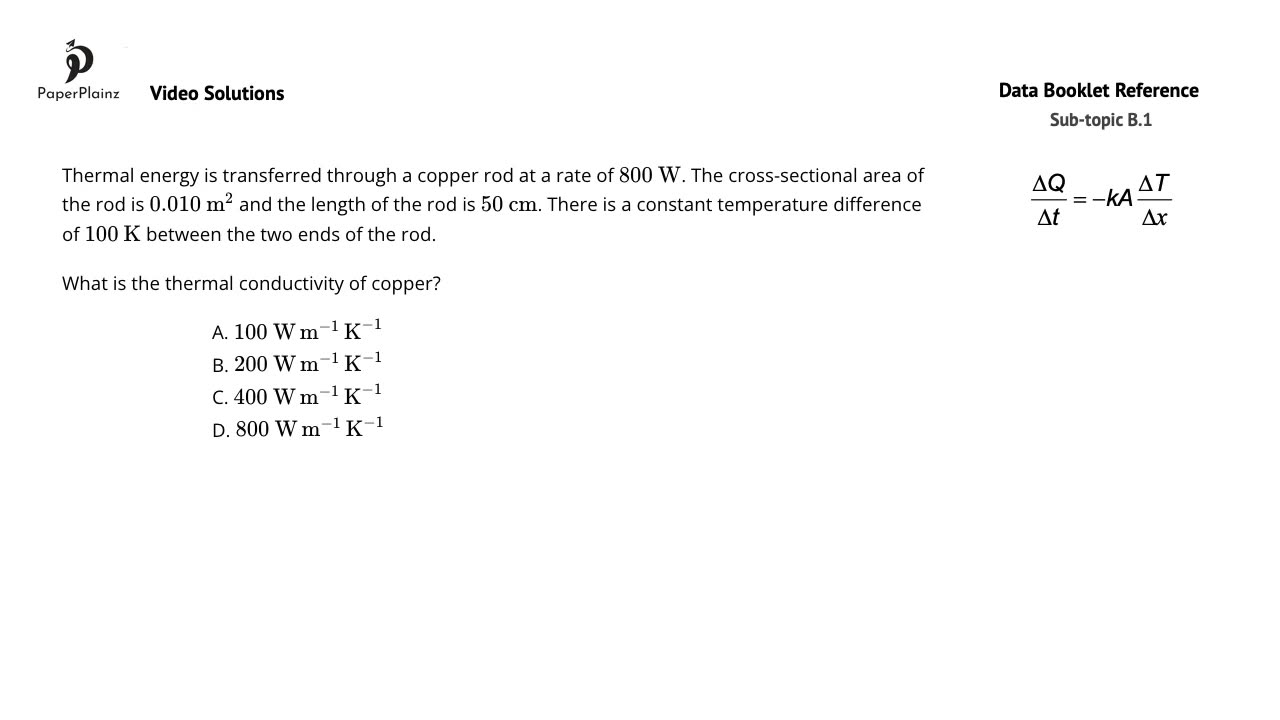 PaperPlainz
Video Solutions
Data Booklet Reference
Sub-topic B.1
Thermal energy is transferred through a copper rod at a rate of 800 W. The cross-sectional area of
the rod is 0.010 m² and the length of the rod is 50 cm. There is a constant temperature difference
of 100 K between the two ends of the rod.
ΔQ/Δt = −kA ΔT/Δx
What is the thermal conductivity of copper?
A. 100 W m⁻¹ K⁻¹
B. 200 W m⁻¹ K⁻¹
C. 400 W m⁻¹ K⁻¹
D. 800 W m⁻¹ K⁻¹